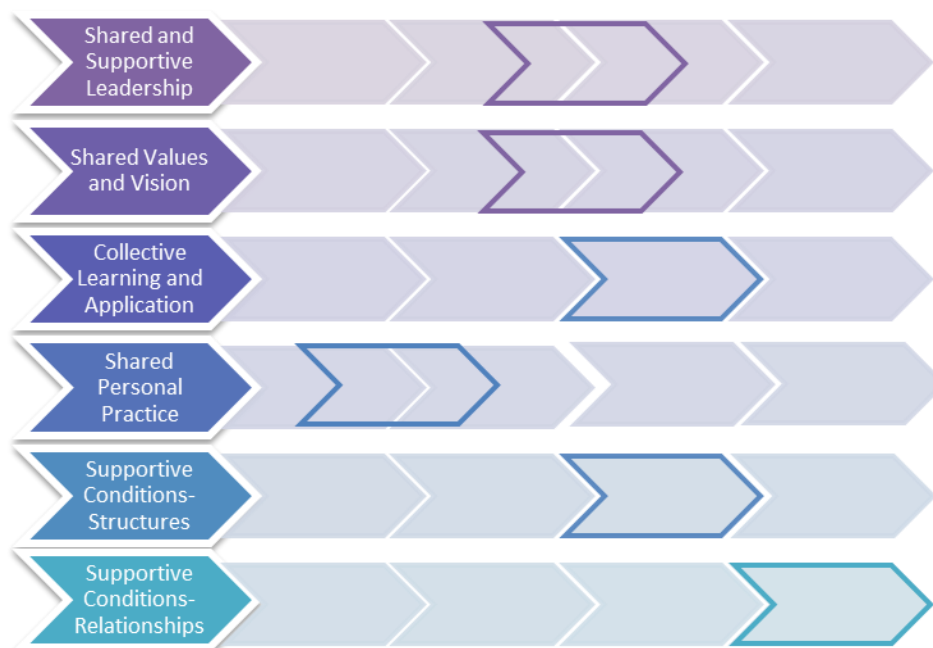 Shared and
Supportive
Leadership
Shared Values
and Vision
Collective
Learning and
Application
Shared
Personal
Practice
Supportive
Conditions-
Structures
Supportive
Conditions-
Relationships